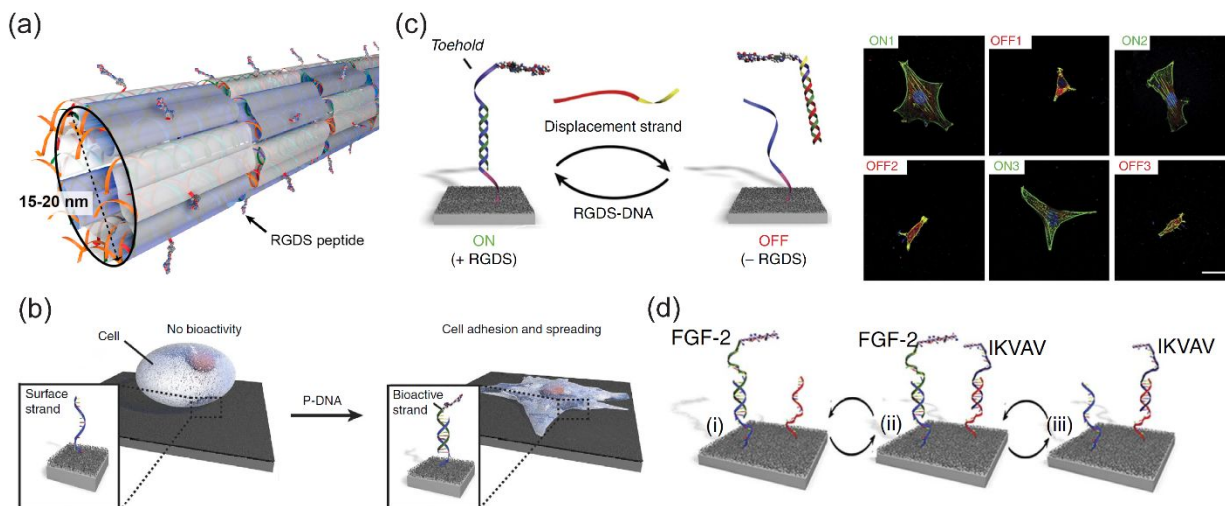 (a)
15-20 nm
RGDS peptide
(c)
Toehold
Displacement strand
RGDS-DNA
ON
(+ RGDS)
OFF
(– RGDS)
ON1
OFF1
ON2
OFF2
ON3
OFF3
(b)
No bioactivity
Cell
Surface
strand
P-DNA
Cell adhesion and spreading
Bioactive
strand
(d)
FGF-2
(i)
FGF-2
IKVAV
(ii)
IKVAV
(iii)